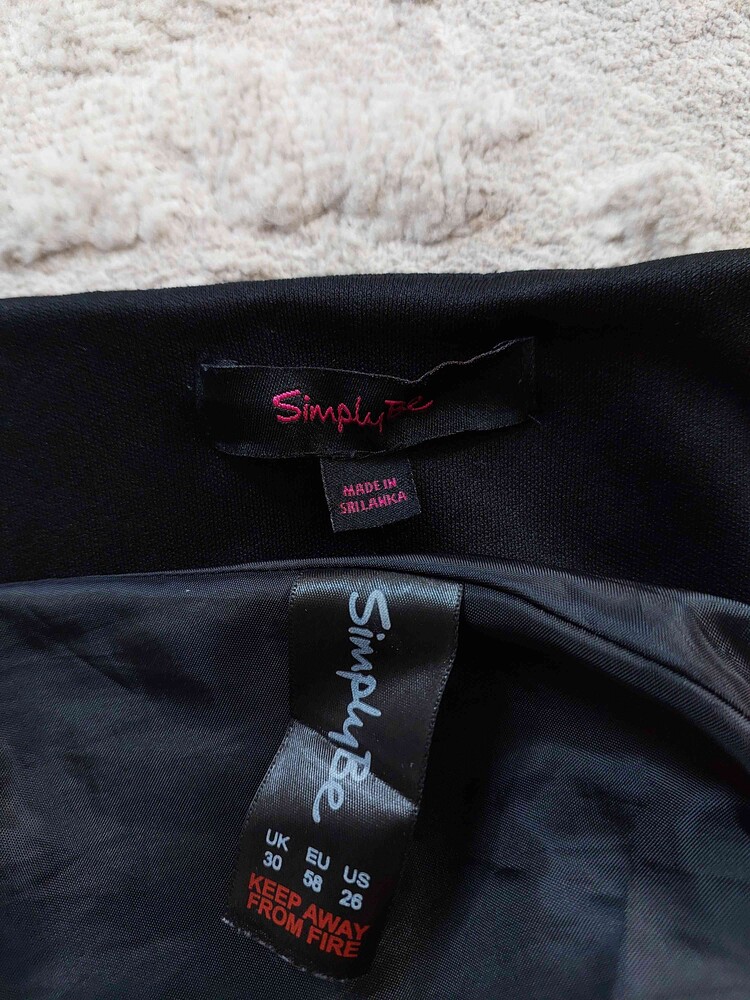 SimplyBe
MADE IN
SRI LANKA
SimplyBe
UK EU US
30 58 26
KEEP AWAY
FROM FIRE